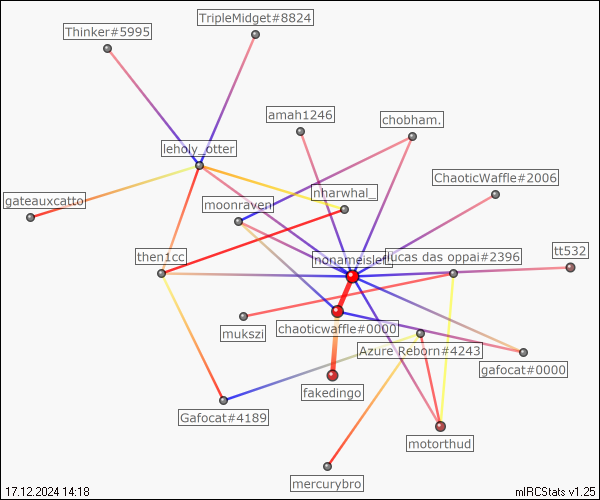 TripleMidget#8824
Thinker#5995
amah1246
chobham.
leholy_otter
ChaoticWaffle#2006
nharwhal_
gateauxcatto
moonraven
tt532
then1cc
lucas das oppai#2396
mukszi
chaoticwaffle#0000
Azure Reborn#4243
gafocat#0000
fakedingo
Gafocat#4189
motorthud
mercurybro
17.12.2024 14:18
mIRCStats v1.25